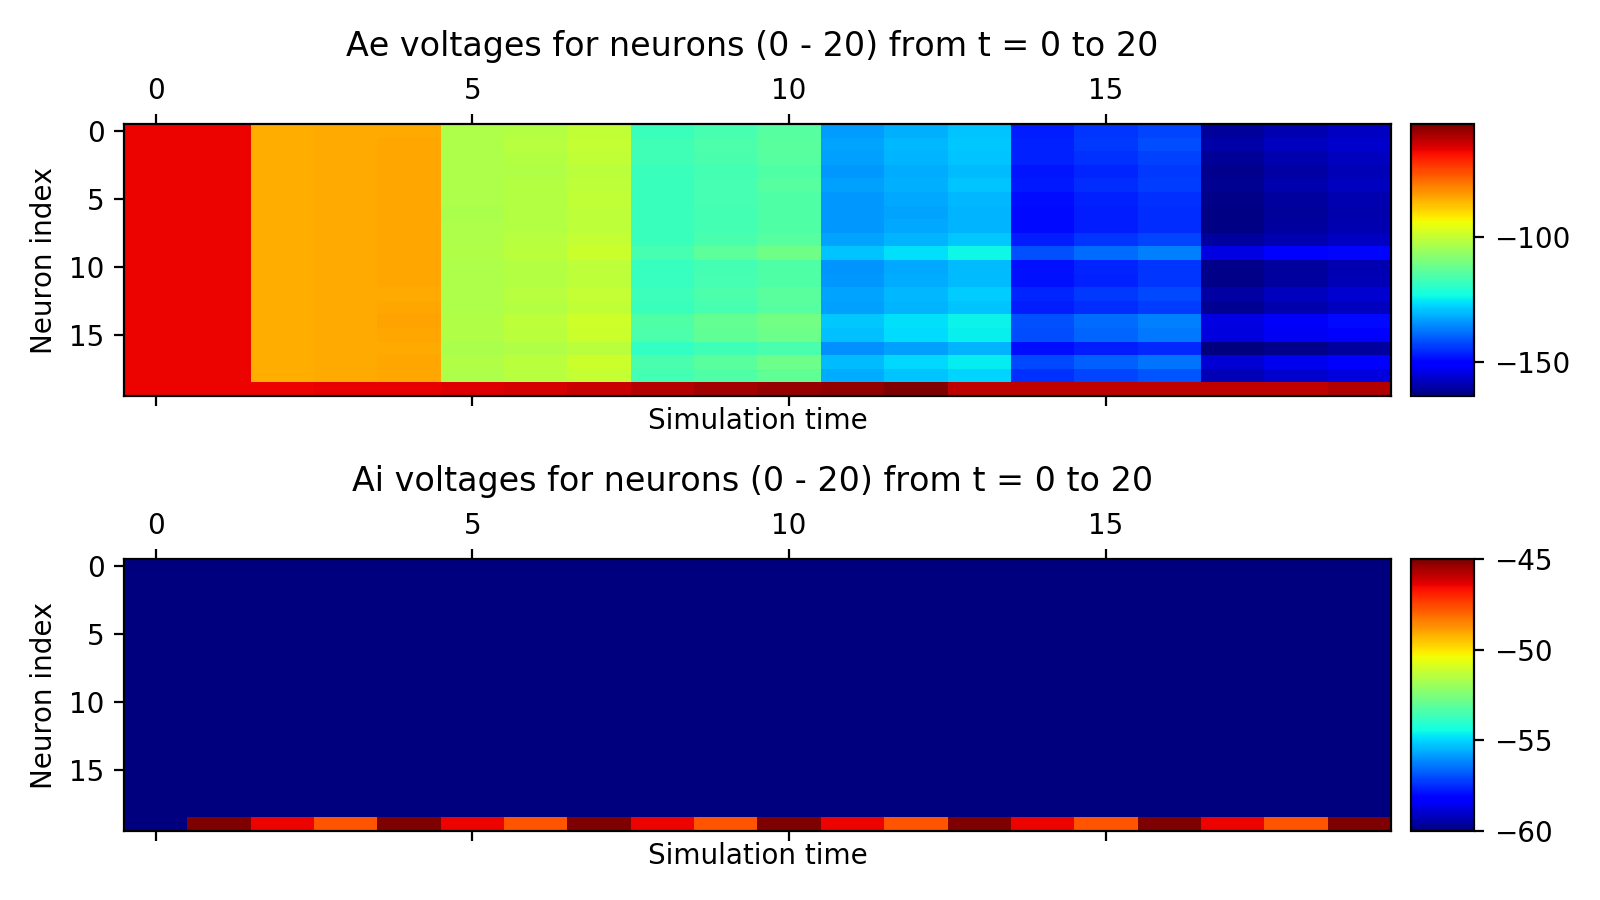 Ae voltages for neurons (0 - 20) from t = 0 to 20
0 5 10 15
0
5
10
15
Neuron index
−100
−150
Simulation time
Ai voltages for neurons (0 - 20) from t = 0 to 20
0 5 10 15
0
5
10
15
Neuron index
−45
−50
−55
−60
Simulation time